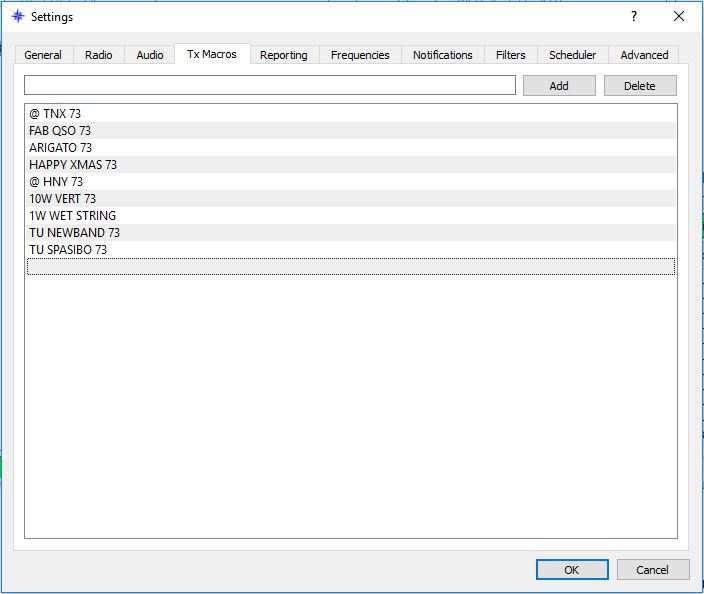 Settings
?
General Radio Audio Tx Macros Reporting Frequencies Notifications Filters Scheduler Advanced
Add Delete
@ TNX 73
FAB QSO 73
ARIGATO 73
HAPPY XMAS 73
@ HNY 73
10W VERT 73
1W WET STRING
TU NEWBAND 73
TU SPASIBO 73
OK Cancel